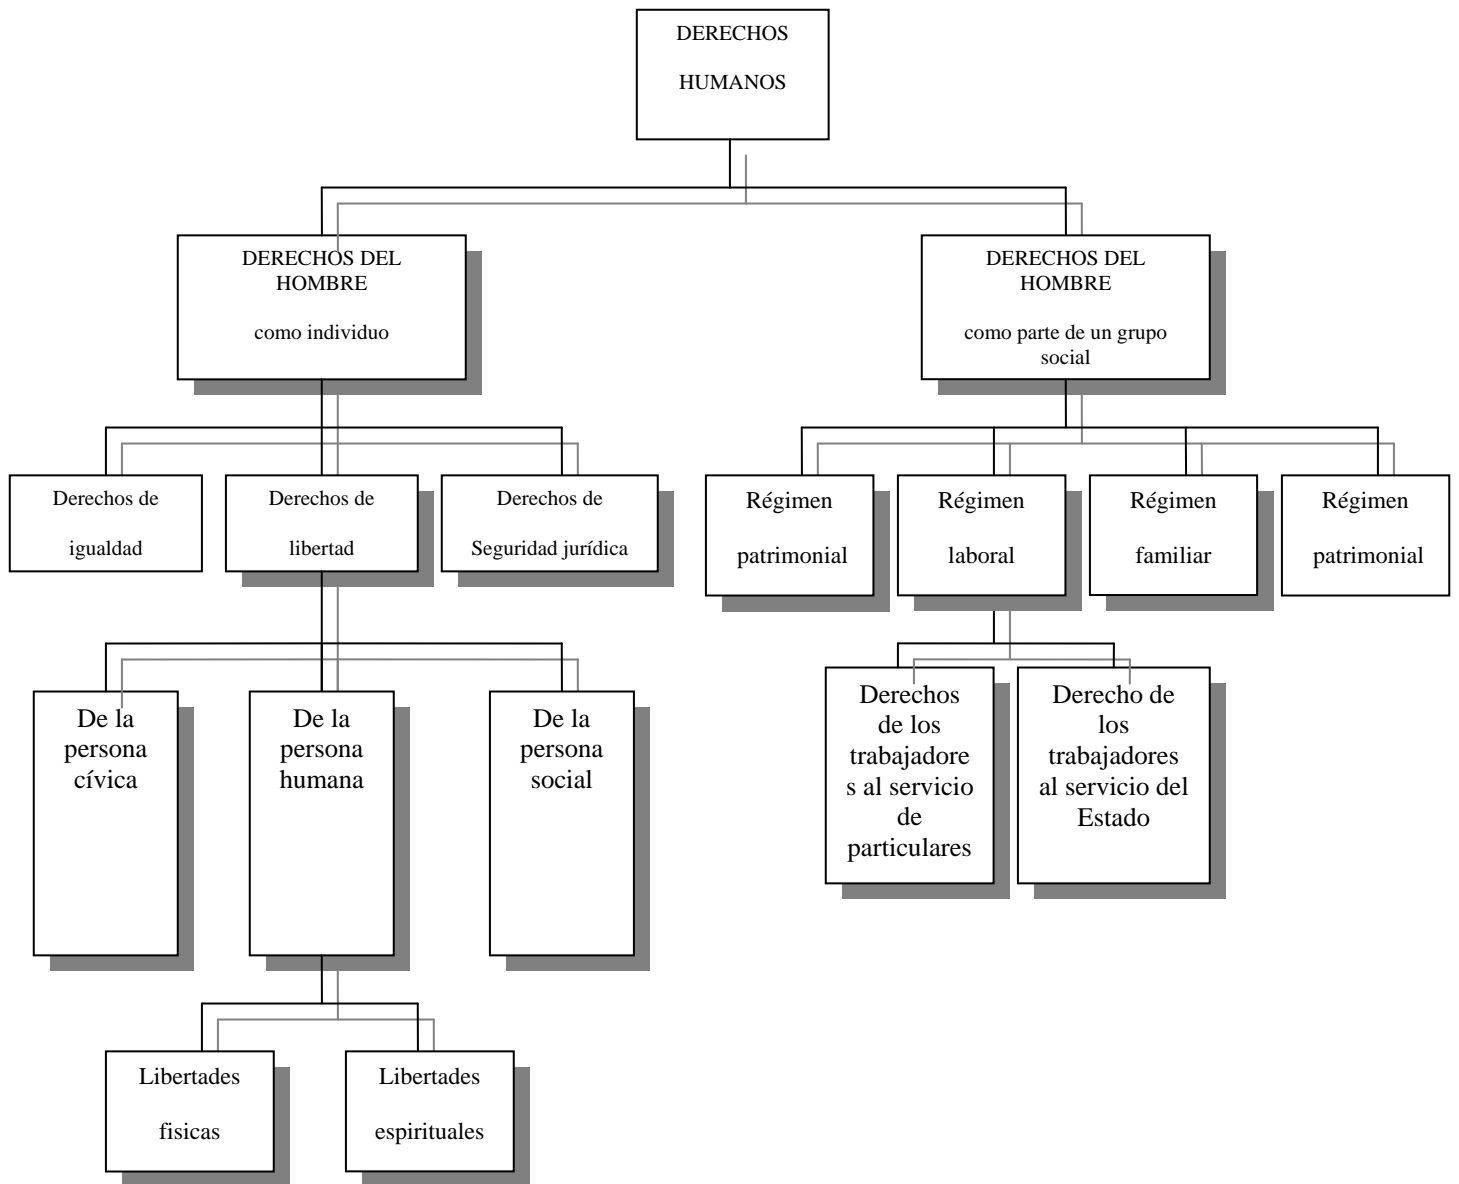 DERECHOS
HUMANOS
DERECHOS DEL
HOMBRE
como individuo
DERECHOS DEL
HOMBRE
como parte de un grupo
social
Derechos de
igualdad
Derechos de
libertad
Derechos de
Seguridad jurídica
Régimen
patrimonial
Régimen
laboral
Régimen
familiar
Régimen
patrimonial
De la
persona
cívica
De la
persona
humana
De la
persona
social
Derechos
de los
trabajadore
s al servicio
de
particulares
Derecho de
los
trabajadores
al servicio del
Estado
Libertades
fisicas
Libertades
espirituales